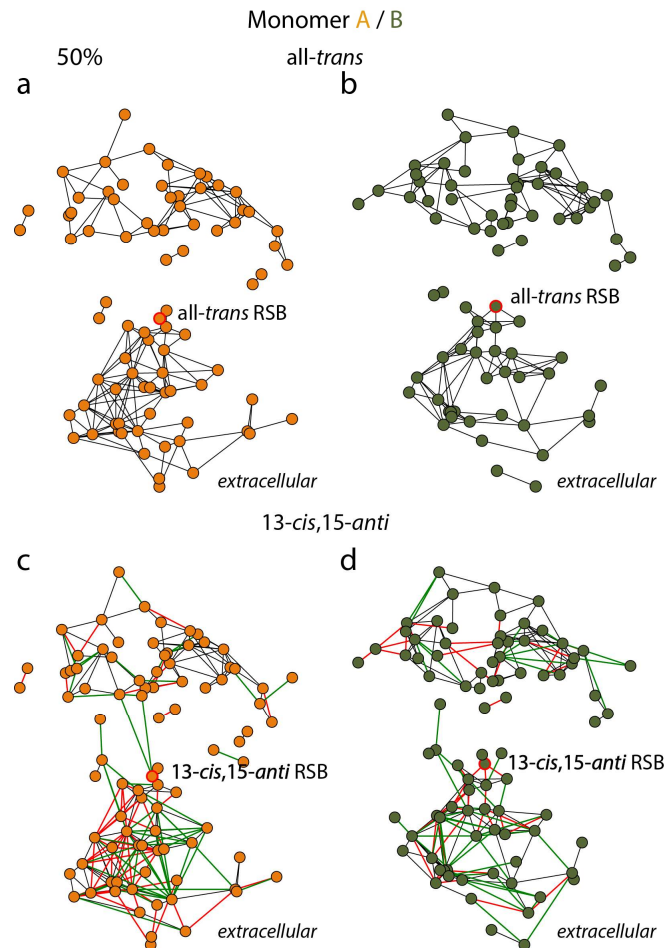 Monomer A / B
50%
all-trans
a
b
all-trans RSB
all-trans RSB
extracellular
extracellular
13-cis,15-anti
c
d
13-cis,15-anti RSB
13-cis,15-anti RSB
extracellular
extracellular